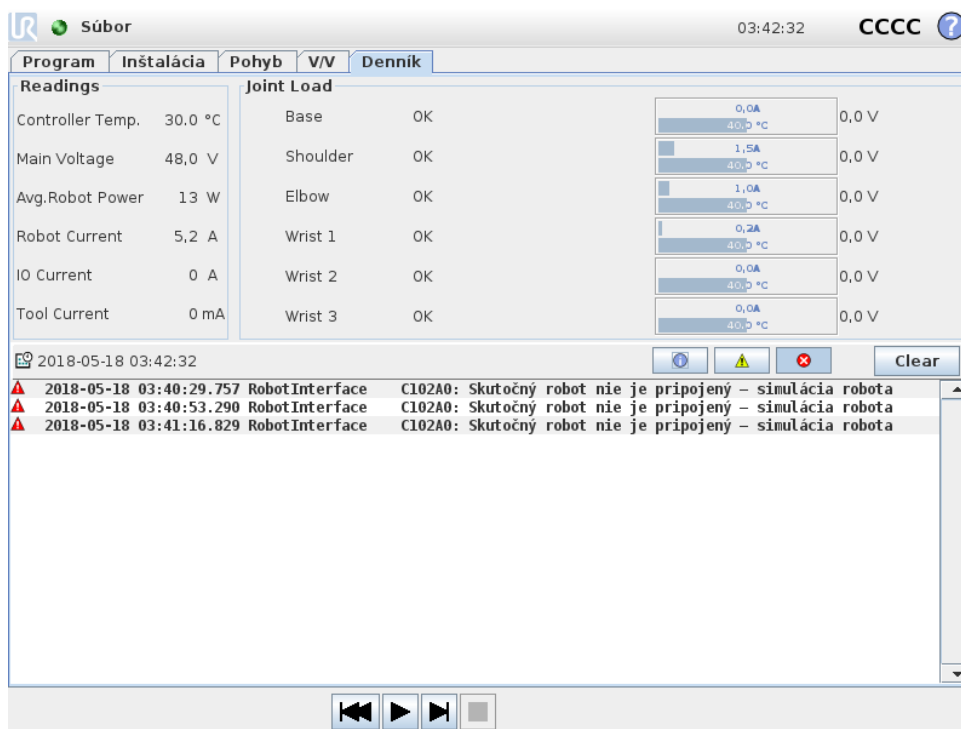 UR Súbor 03:42:32 CCCC ?
Program Inštalácia Pohyb V/V Denník
Readings
Controller Temp. 30.0 °C
Main Voltage 48,0 V
Avg.Robot Power 13 W
Robot Current 5,2 A
IO Current 0 A
Tool Current 0 mA
Joint Load
Base OK 0,0A 40,0 °C 0,0 V
Shoulder OK 1,5A 40,0 °C 0,0 V
Elbow OK 1,0A 40,0 °C 0,0 V
Wrist 1 OK 0,2A 40,0 °C 0,0 V
Wrist 2 OK 0,0A 40,0 °C 0,0 V
Wrist 3 OK 0,0A 40,0 °C 0,0 V
2018-05-18 03:42:32 Clear
2018-05-18 03:40:29.757 RobotInterface C102A0: Skutočný robot nie je pripojený – simulácia robota
2018-05-18 03:40:53.290 RobotInterface C102A0: Skutočný robot nie je pripojený – simulácia robota
2018-05-18 03:41:16.829 RobotInterface C102A0: Skutočný robot nie je pripojený – simulácia robota